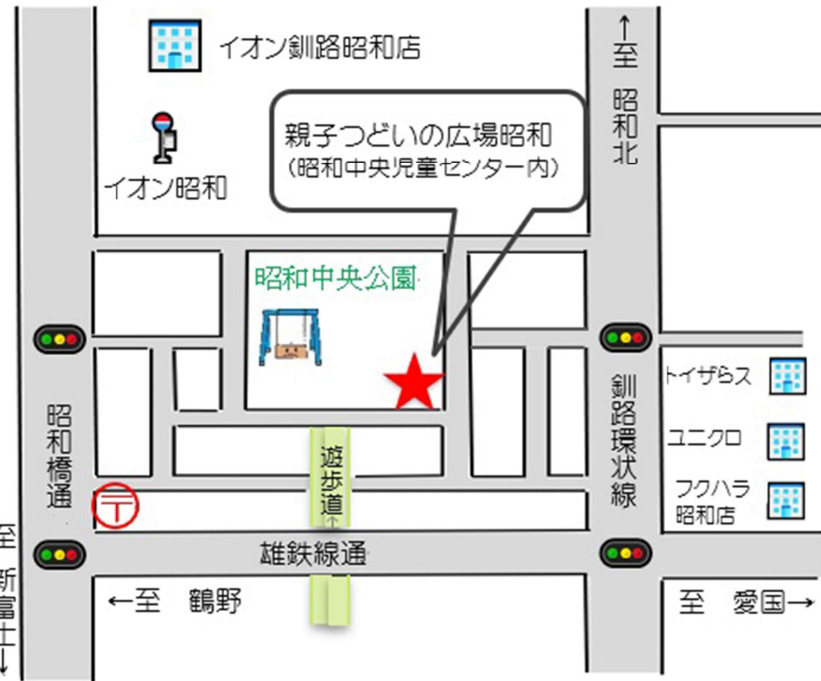 イオン釧路昭和店
↑至 昭和北
親子つどいの広場昭和
（昭和中央児童センター内）
イオン昭和
昭和中央公園
トイザらス
釧路環状線
昭和橋通
ユニクロ
遊歩道
フクハラ
昭和店
〒
雄鉄線通
至 新富士↓
←至 鶴野
至 愛国→